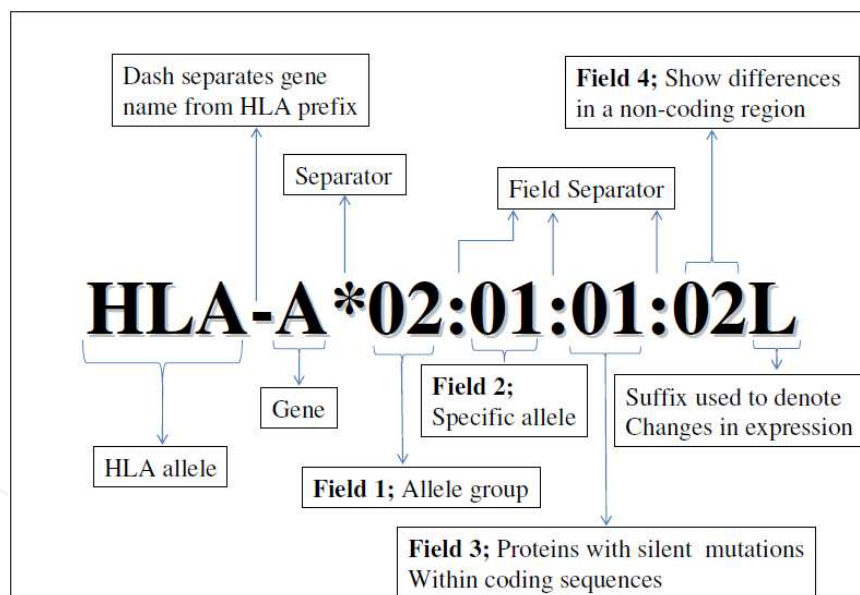 Dash separates gene
name from HLA prefix
Field 4; Show differences
in a non-coding region
Separator
Field Separator
HLA-A*02:01:01:02L
Gene
Field 2;
Specific allele
Suffix used to denote
Changes in expression
HLA allele
Field 1; Allele group
Field 3; Proteins with silent mutations
Within coding sequences